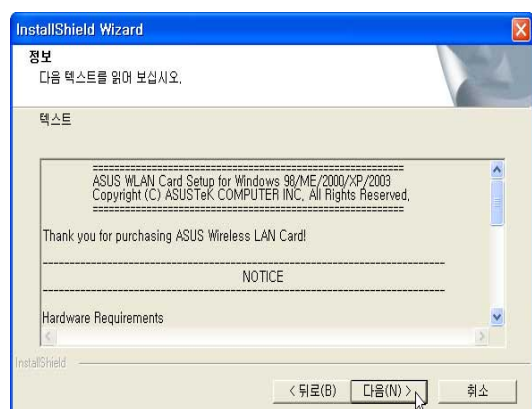 InstallShield Wizard
정보
다음 텍스트를 읽어 보십시오.
텍스트
==========================================================
ASUS WLAN Card Setup for Windows 98/ME/2000/XP/2003
Copyright (C) ASUSTeK COMPUTER INC. All Rights Reserved.
==========================================================
Thank you for purchasing ASUS Wireless LAN Card!
--------------------------------------------------------------------------
NOTICE
--------------------------------------------------------------------------
Hardware Requirements
InstallShield
< 뒤로(B)
다음(N) >
취소